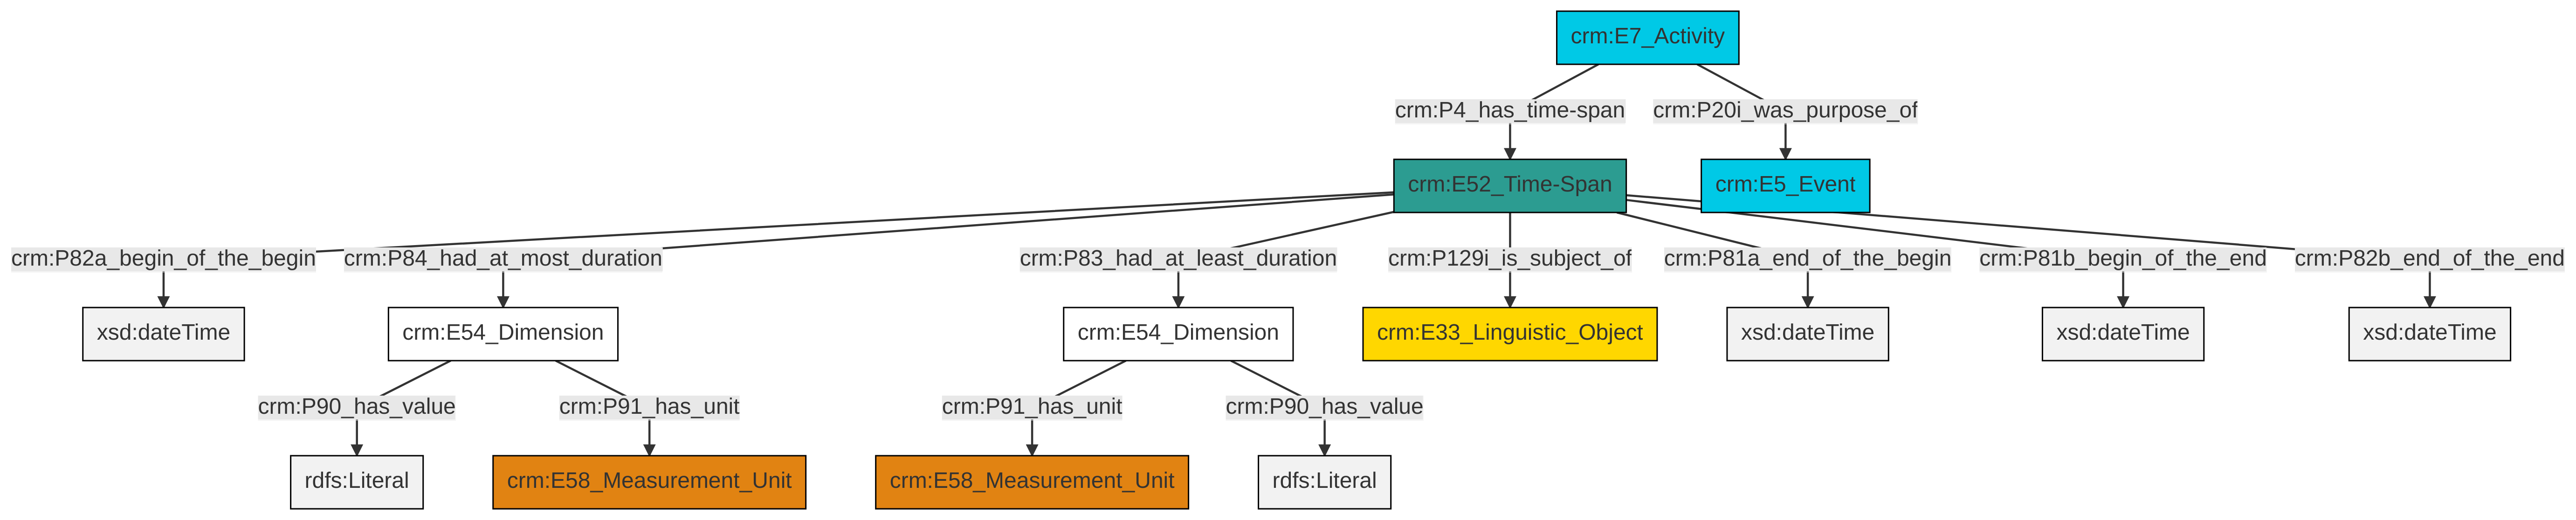 crm:E7_Activity
crm:P4_has_time-span
crm:P20i_was_purpose_of
crm:E52_Time-Span
crm:E5_Event
crm:P82a_begin_of_the_begin
crm:P84_had_at_most_duration
crm:P83_had_at_least_duration
crm:P129i_is_subject_of
crm:P81a_end_of_the_begin
crm:P81b_begin_of_the_end
crm:P82b_end_of_the_end
xsd:dateTime
crm:E54_Dimension
crm:E54_Dimension
crm:E33_Linguistic_Object
xsd:dateTime
xsd:dateTime
xsd:dateTime
crm:P90_has_value
crm:P91_has_unit
crm:P91_has_unit
crm:P90_has_value
rdfs:Literal
crm:E58_Measurement_Unit
crm:E58_Measurement_Unit
rdfs:Literal